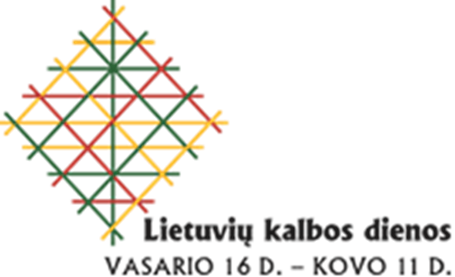 Lietuvių kalbos dienos
VASARIO 16 D. – KOVO 11 D.